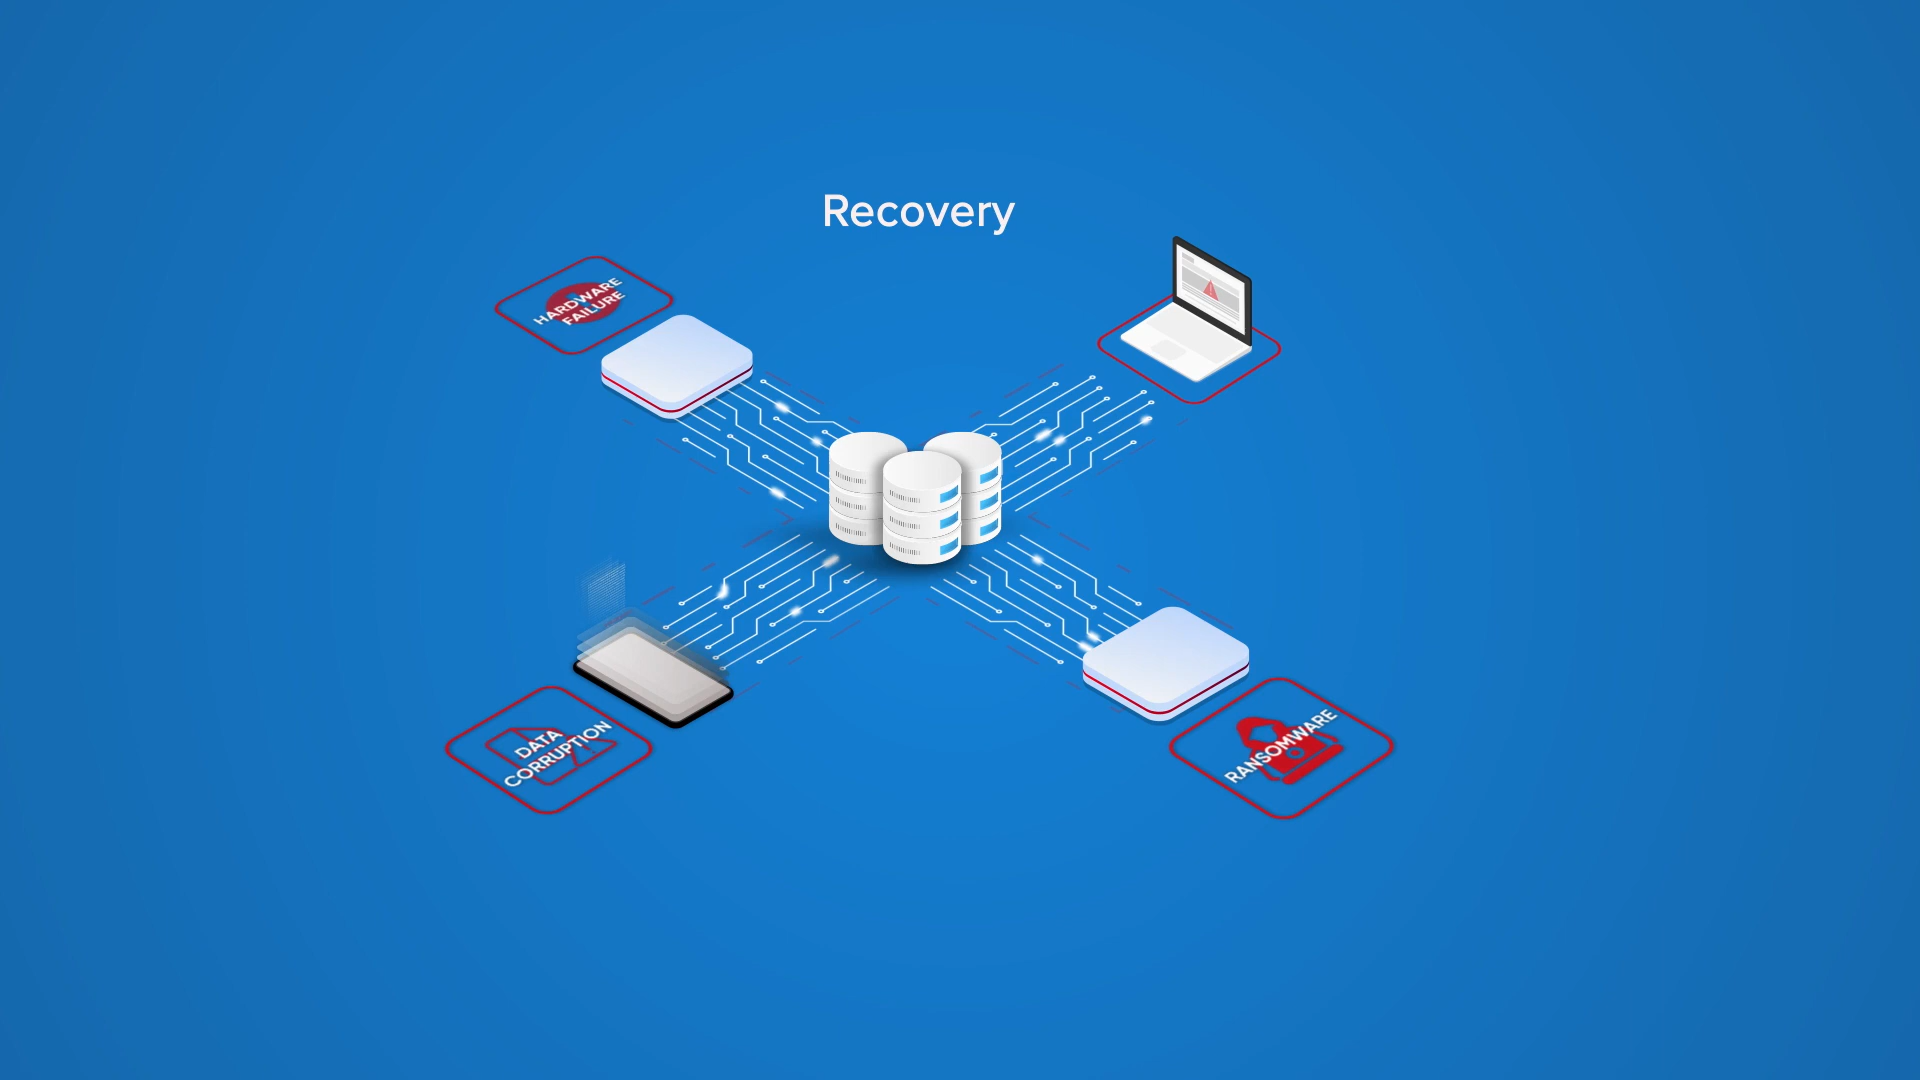 Recovery
HARDWARE
FAILURE
DATA
CORRUPTION
RANSOMWARE